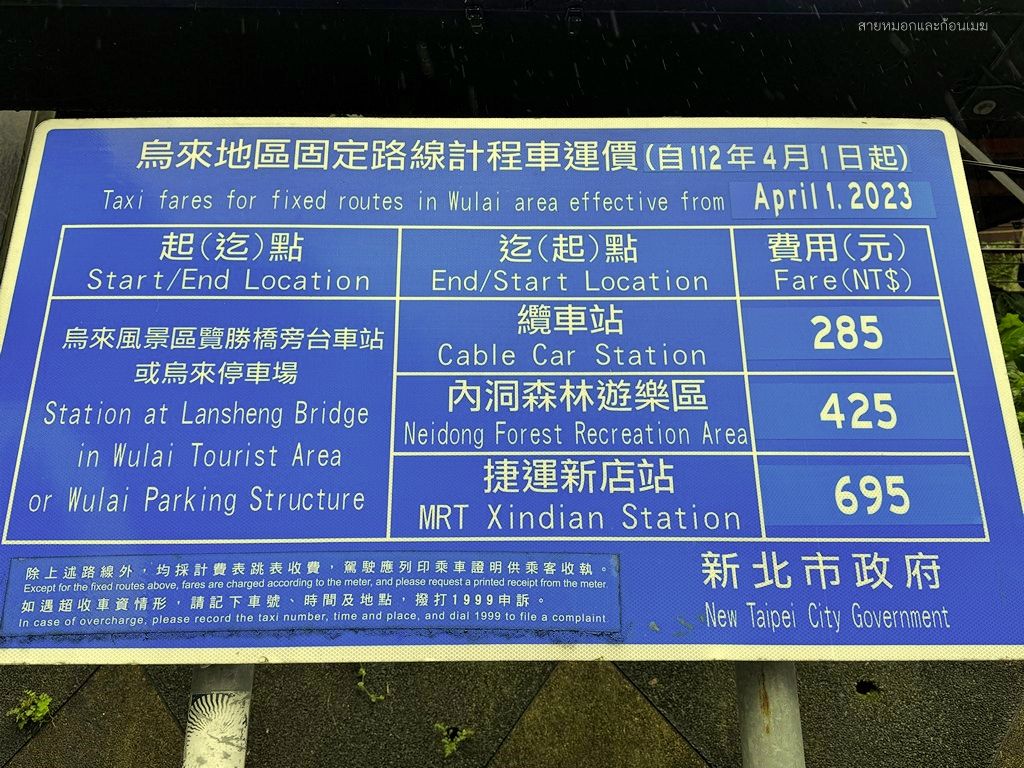 สายหมอกและก้อนเมฆ
烏來地區固定路線計程車運價(自112年4月1日起)
Taxi fares for fixed routes in Wulai area effective from April 1. 2023
起(迄)點
Start/End Location
迄(起)點
End/Start Location
費用(元)
Fare(NT$)
烏來風景區覽勝橋旁台車站
或烏來停車場
Station at Lansheng Bridge
in Wulai Tourist Area
or Wulai Parking Structure
纜車站
Cable Car Station
285
內洞森林遊樂區
Neidong Forest Recreation Area
425
捷運新店站
MRT Xindian Station
695
除上述路線外，均採計費表跳表收費，駕駛應列印乘車證明供乘客收執。
Except for the fixed routes above, fares are charged according to the meter, and please request a printed receipt from the meter.
如遇超收車資情形，請記下車號、時間及地點，撥打1999申訴。
In case of overcharge, please record the taxi number, time and place, and dial 1999 to file a complaint.
新北市政府
New Taipei City Government